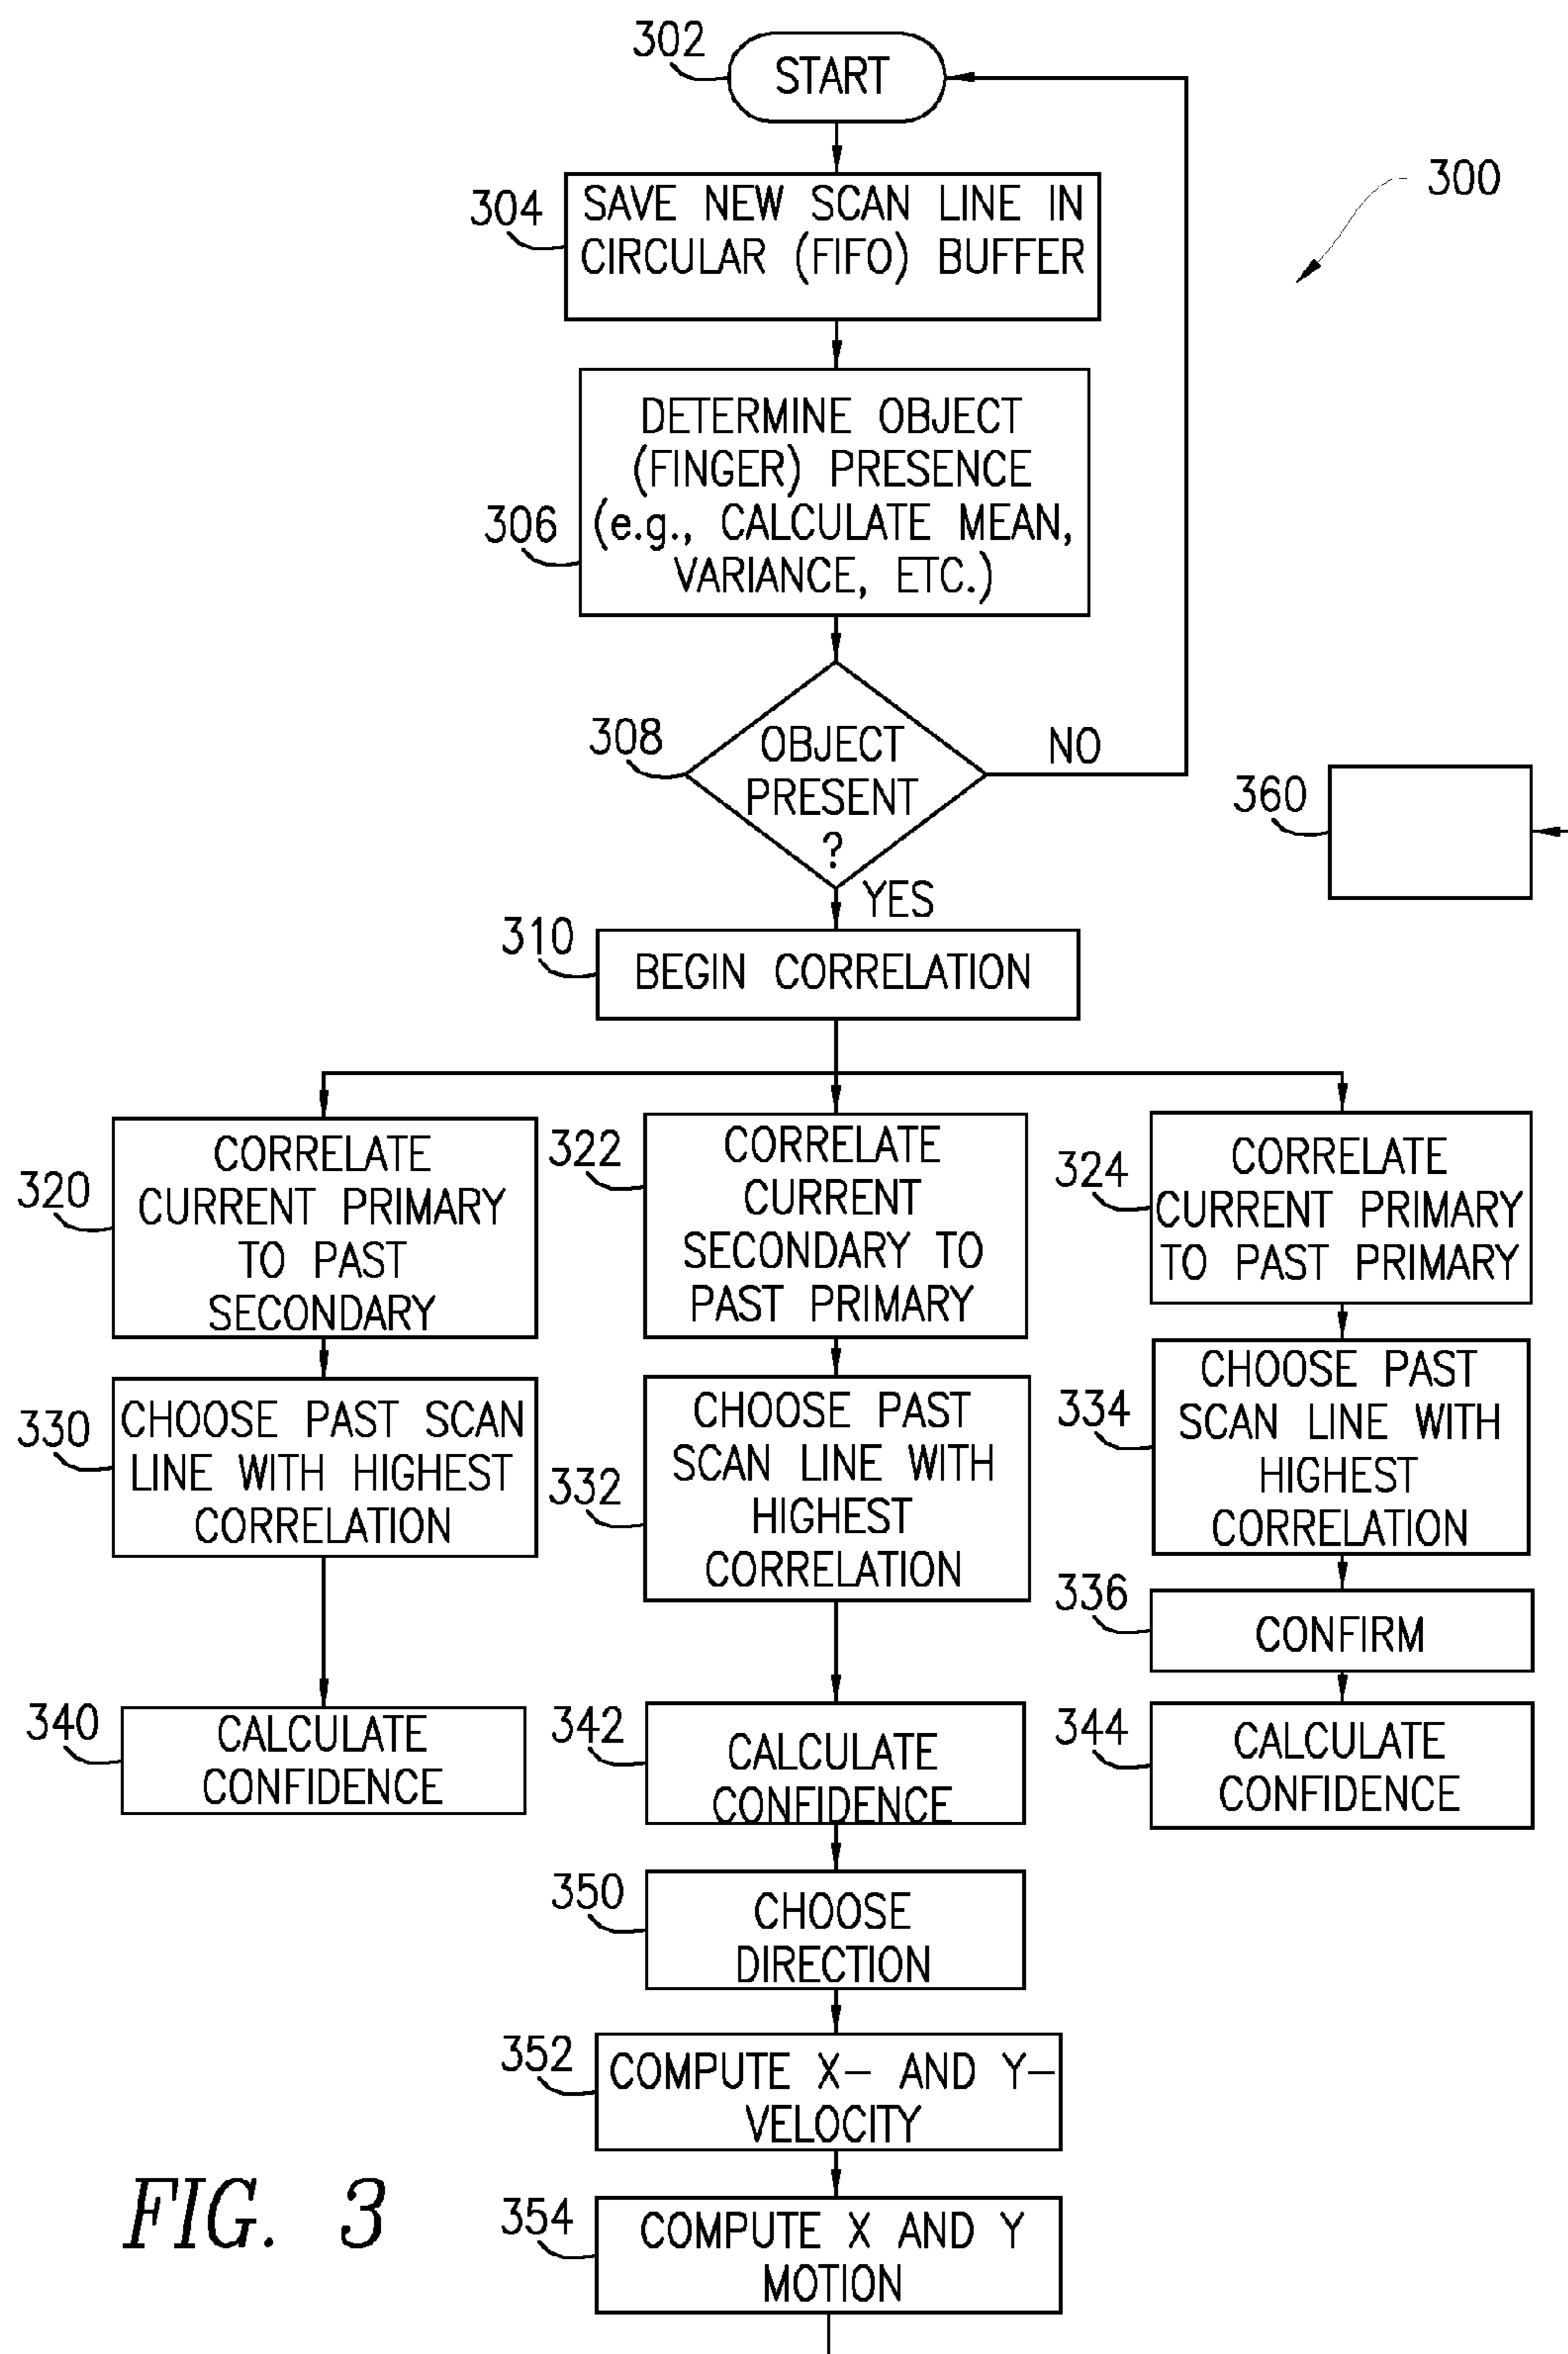 302
START
300
304
SAVE NEW SCAN LINE IN
CIRCULAR (FIFO) BUFFER
DETERMINE OBJECT
(FINGER) PRESENCE
306
(e.g., CALCULATE MEAN,
VARIANCE, ETC.)
308
OBJECT
PRESENT
?
NO
YES
360
310
BEGIN CORRELATION
320
CORRELATE
CURRENT PRIMARY
TO PAST
SECONDARY
322
CORRELATE
CURRENT
SECONDARY TO
PAST PRIMARY
324
CORRELATE
CURRENT PRIMARY
TO PAST PRIMARY
330
CHOOSE PAST SCAN
LINE WITH HIGHEST
CORRELATION
332
CHOOSE PAST
SCAN LINE WITH
HIGHEST
CORRELATION
334
CHOOSE PAST
SCAN LINE WITH
HIGHEST
CORRELATION
336
CONFIRM
340
CALCULATE
CONFIDENCE
342
CALCULATE
CONFIDENCE
344
CALCULATE
CONFIDENCE
350
CHOOSE
DIRECTION
352
COMPUTE X- AND Y-
VELOCITY
354
COMPUTE X AND Y
MOTION
FIG. 3